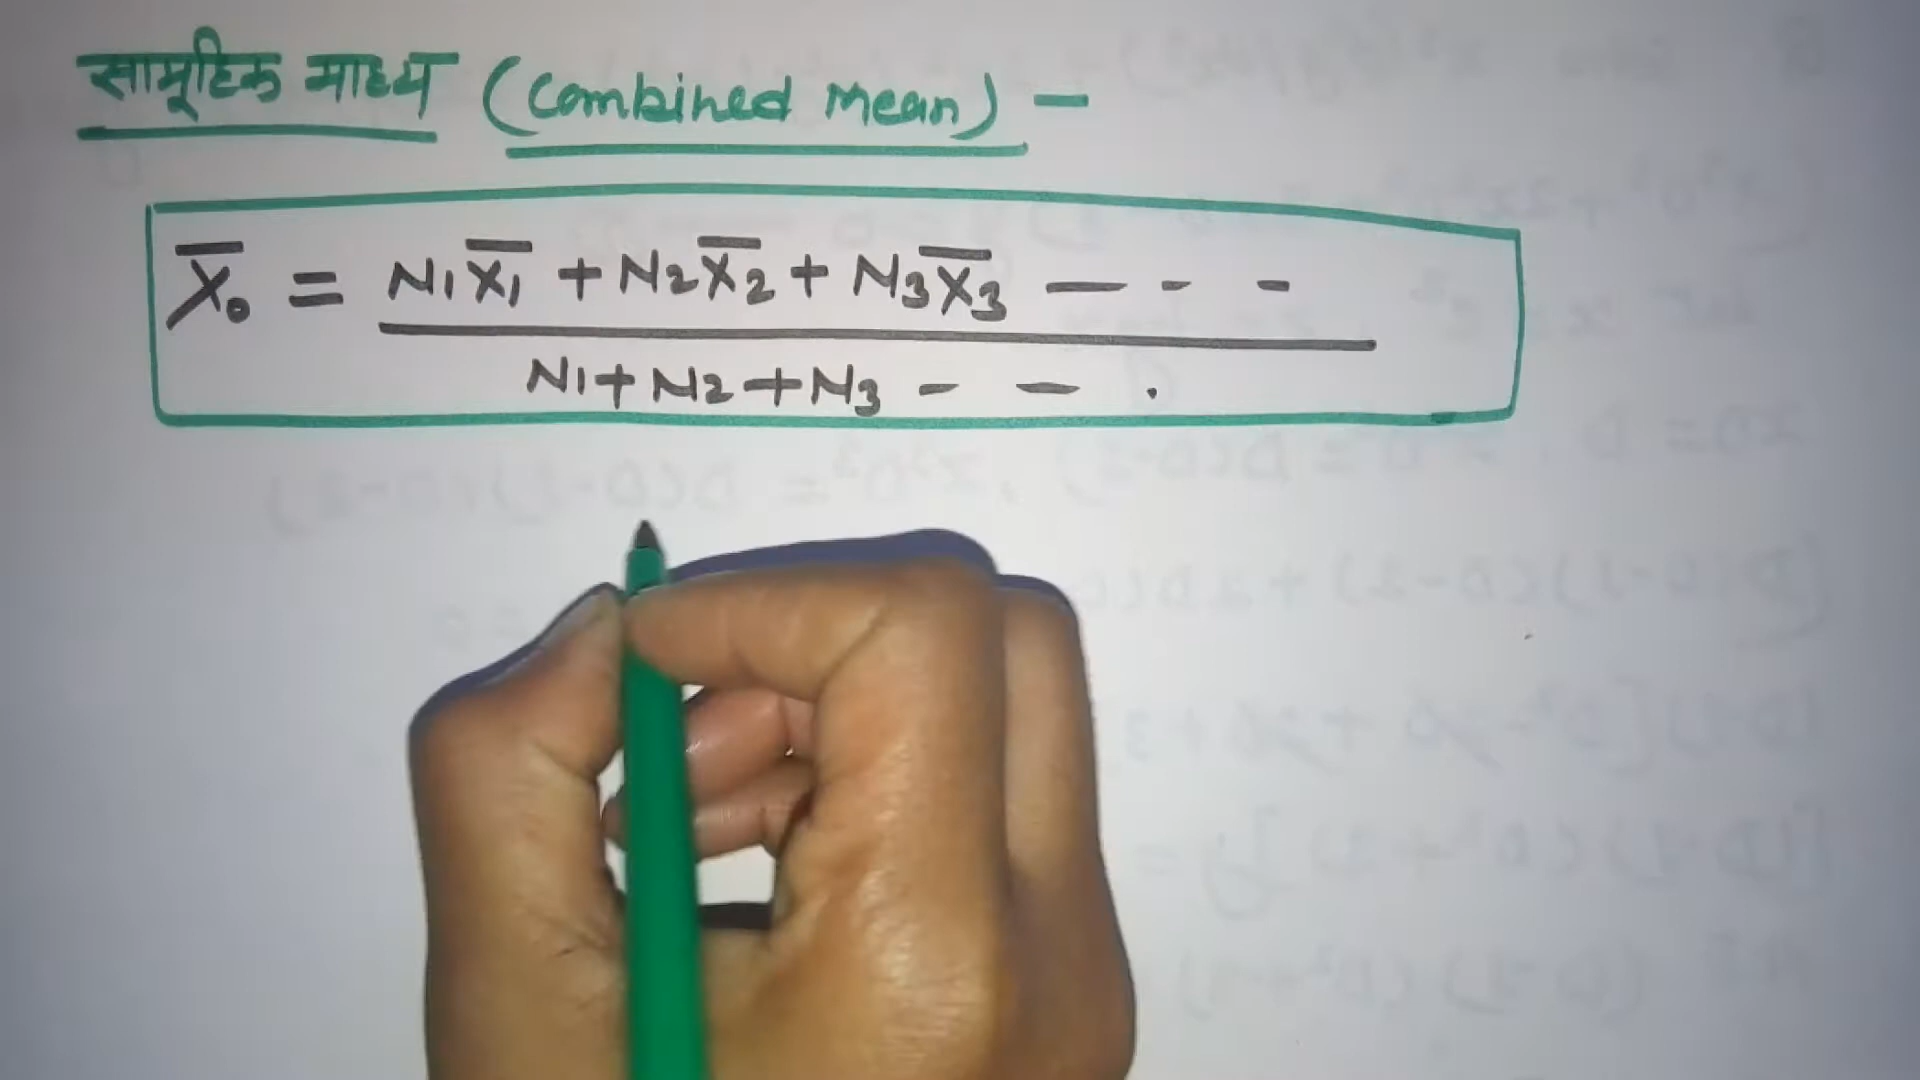 सामूहिक माध्य (Combined Mean) –
X̅₀ = N₁X̅₁ + N₂X̅₂ + N₃X̅₃ — - -
N₁ + N₂ + N₃ - — .